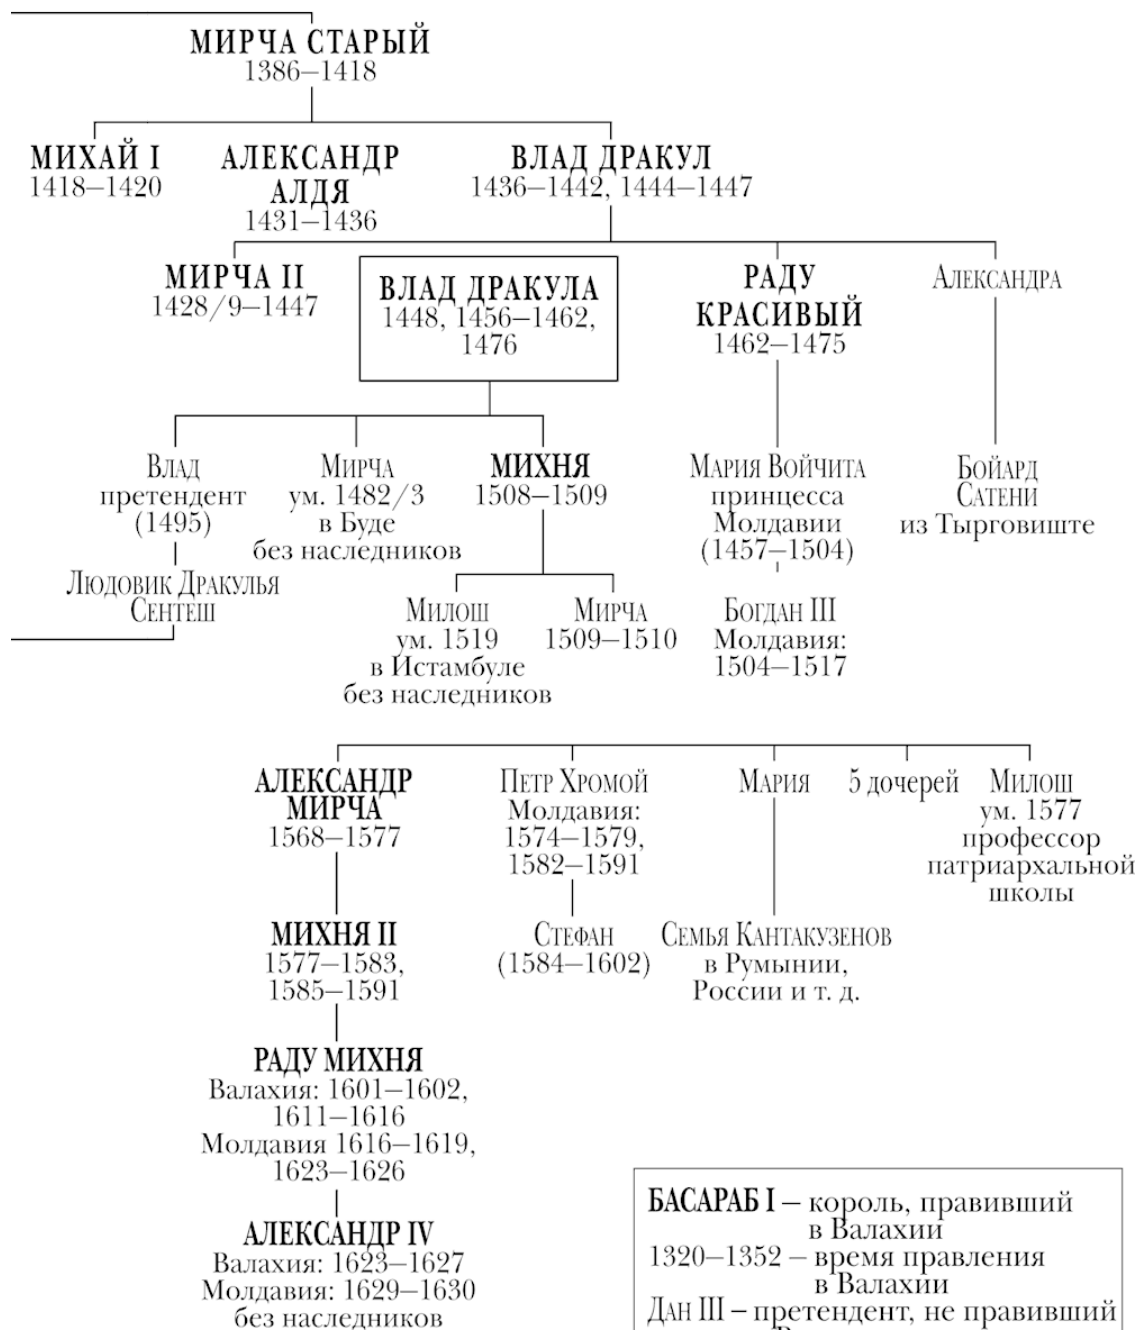 МИРЧА СТАРЫЙ
1386–1418
МИХАЙ I
1418–1420
АЛЕКСАНДР
АЛДЯ
1431–1436
ВЛАД ДРАКУЛ
1436–1442, 1444–1447
МИРЧА II
1428/9–1447
ВЛАД ДРАКУЛА
1448, 1456–1462,
1476
РАДУ
КРАСИВЫЙ
1462–1475
АЛЕКСАНДРА
ВЛАД
претендент
(1495)
МИРЧА
ум. 1482/3
в Буде
без наследников
МИХНЯ
1508–1509
МАРИЯ ВОЙЧИТА
принцесса
Молдавии
(1457–1504)
БОЙАРД
САТЕНИ
из Тырговиште
ЛЮДОВИК ДРАКУЛЬЯ
СЕНТЕШ
МИЛОШ
ум. 1519
в Истамбуле
без наследников
МИРЧА
1509–1510
БОГДАН III
Молдавия:
1504–1517
АЛЕКСАНДР
МИРЧА
1568–1577
ПЕТР ХРОМОЙ
Молдавия:
1574–1579,
1582–1591
МАРИЯ
5 дочерей
МИЛОШ
ум. 1577
профессор
патриархальной
школы
МИХНЯ II
1577–1583,
1585–1591
СТЕФАН
(1584–1602)
СЕМЬЯ КАНТАКУЗЕНОВ
в Румынии,
России и т. д.
РАДУ МИХНЯ
Валахия: 1601–1602,
1611–1616
Молдавия 1616–1619,
1623–1626
АЛЕКСАНДР IV
Валахия: 1623–1627
Молдавия: 1629–1630
без наследников
БАСАРАБ I – король, правивший
в Валахии
1320–1352 – время правления
в Валахии
ДАН III – претендент, не правивший